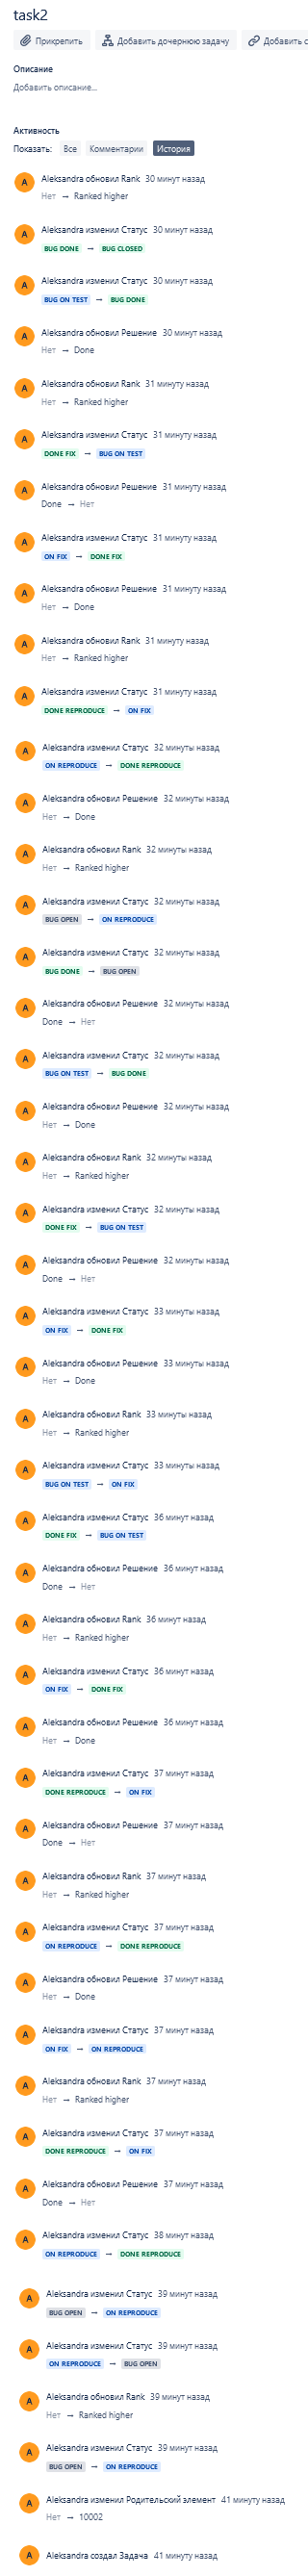 task2
Прикрепить Добавить дочернюю задачу Добавить с
Описание
Добавить описание...
Активность
Показать: Все Комментарии История
A Aleksandra обновил Rank 30 минут назад
Нет → Ranked higher
A Aleksandra изменил Статус 30 минут назад
BUG DONE → BUG CLOSED
A Aleksandra изменил Статус 30 минут назад
BUG ON TEST → BUG DONE
A Aleksandra обновил Решение 30 минут назад
Нет → Done
A Aleksandra обновил Rank 31 минуту назад
Нет → Ranked higher
A Aleksandra изменил Статус 31 минуту назад
DONE FIX → BUG ON TEST
A Aleksandra обновил Решение 31 минуту назад
Done → Нет
A Aleksandra изменил Статус 31 минуту назад
ON FIX → DONE FIX
A Aleksandra обновил Решение 31 минуту назад
Нет → Done
A Aleksandra обновил Rank 31 минуту назад
Нет → Ranked higher
A Aleksandra изменил Статус 31 минуту назад
DONE REPRODUCE → ON FIX
A Aleksandra изменил Статус 32 минуты назад
ON REPRODUCE → DONE REPRODUCE
A Aleksandra обновил Решение 32 минуты назад
Нет → Done
A Aleksandra обновил Rank 32 минуты назад
Нет → Ranked higher
A Aleksandra изменил Статус 32 минуты назад
BUG OPEN → ON REPRODUCE
A Aleksandra изменил Статус 32 минуты назад
BUG DONE → BUG OPEN
A Aleksandra обновил Решение 32 минуты назад
Done → Нет
A Aleksandra изменил Статус 32 минуты назад
BUG ON TEST → BUG DONE
A Aleksandra обновил Решение 32 минуты назад
Нет → Done
A Aleksandra обновил Rank 32 минуты назад
Нет → Ranked higher
A Aleksandra изменил Статус 32 минуты назад
DONE FIX → BUG ON TEST
A Aleksandra обновил Решение 32 минуты назад
Done → Нет
A Aleksandra изменил Статус 33 минуты назад
ON FIX → DONE FIX
A Aleksandra обновил Решение 33 минуты назад
Нет → Done
A Aleksandra обновил Rank 33 минуты назад
Нет → Ranked higher
A Aleksandra изменил Статус 33 минуты назад
BUG ON TEST → ON FIX
A Aleksandra изменил Статус 36 минут назад
DONE FIX → BUG ON TEST
A Aleksandra обновил Решение 36 минут назад
Done → Нет
A Aleksandra обновил Rank 36 минут назад
Нет → Ranked higher
A Aleksandra изменил Статус 36 минут назад
ON FIX → DONE FIX
A Aleksandra обновил Решение 36 минут назад
Нет → Done
A Aleksandra изменил Статус 37 минут назад
DONE REPRODUCE → ON FIX
A Aleksandra обновил Решение 37 минут назад
Done → Нет
A Aleksandra обновил Rank 37 минут назад
Нет → Ranked higher
A Aleksandra изменил Статус 37 минут назад
ON REPRODUCE → DONE REPRODUCE
A Aleksandra обновил Решение 37 минут назад
Нет → Done
A Aleksandra изменил Статус 37 минут назад
ON FIX → ON REPRODUCE
A Aleksandra обновил Rank 37 минут назад
Нет → Ranked higher
A Aleksandra изменил Статус 37 минут назад
DONE REPRODUCE → ON FIX
A Aleksandra обновил Решение 37 минут назад
Done → Нет
A Aleksandra изменил Статус 38 минут назад
ON REPRODUCE → DONE REPRODUCE
A Aleksandra изменил Статус 39 минут назад
BUG OPEN → ON REPRODUCE
A Aleksandra изменил Статус 39 минут назад
ON REPRODUCE → BUG OPEN
A Aleksandra обновил Rank 39 минут назад
Нет → Ranked higher
A Aleksandra изменил Статус 39 минут назад
BUG OPEN → ON REPRODUCE
A Aleksandra изменил Родительский элемент 41 минуту назад
Нет → 10002
A Aleksandra создал Задача 41 минуту назад